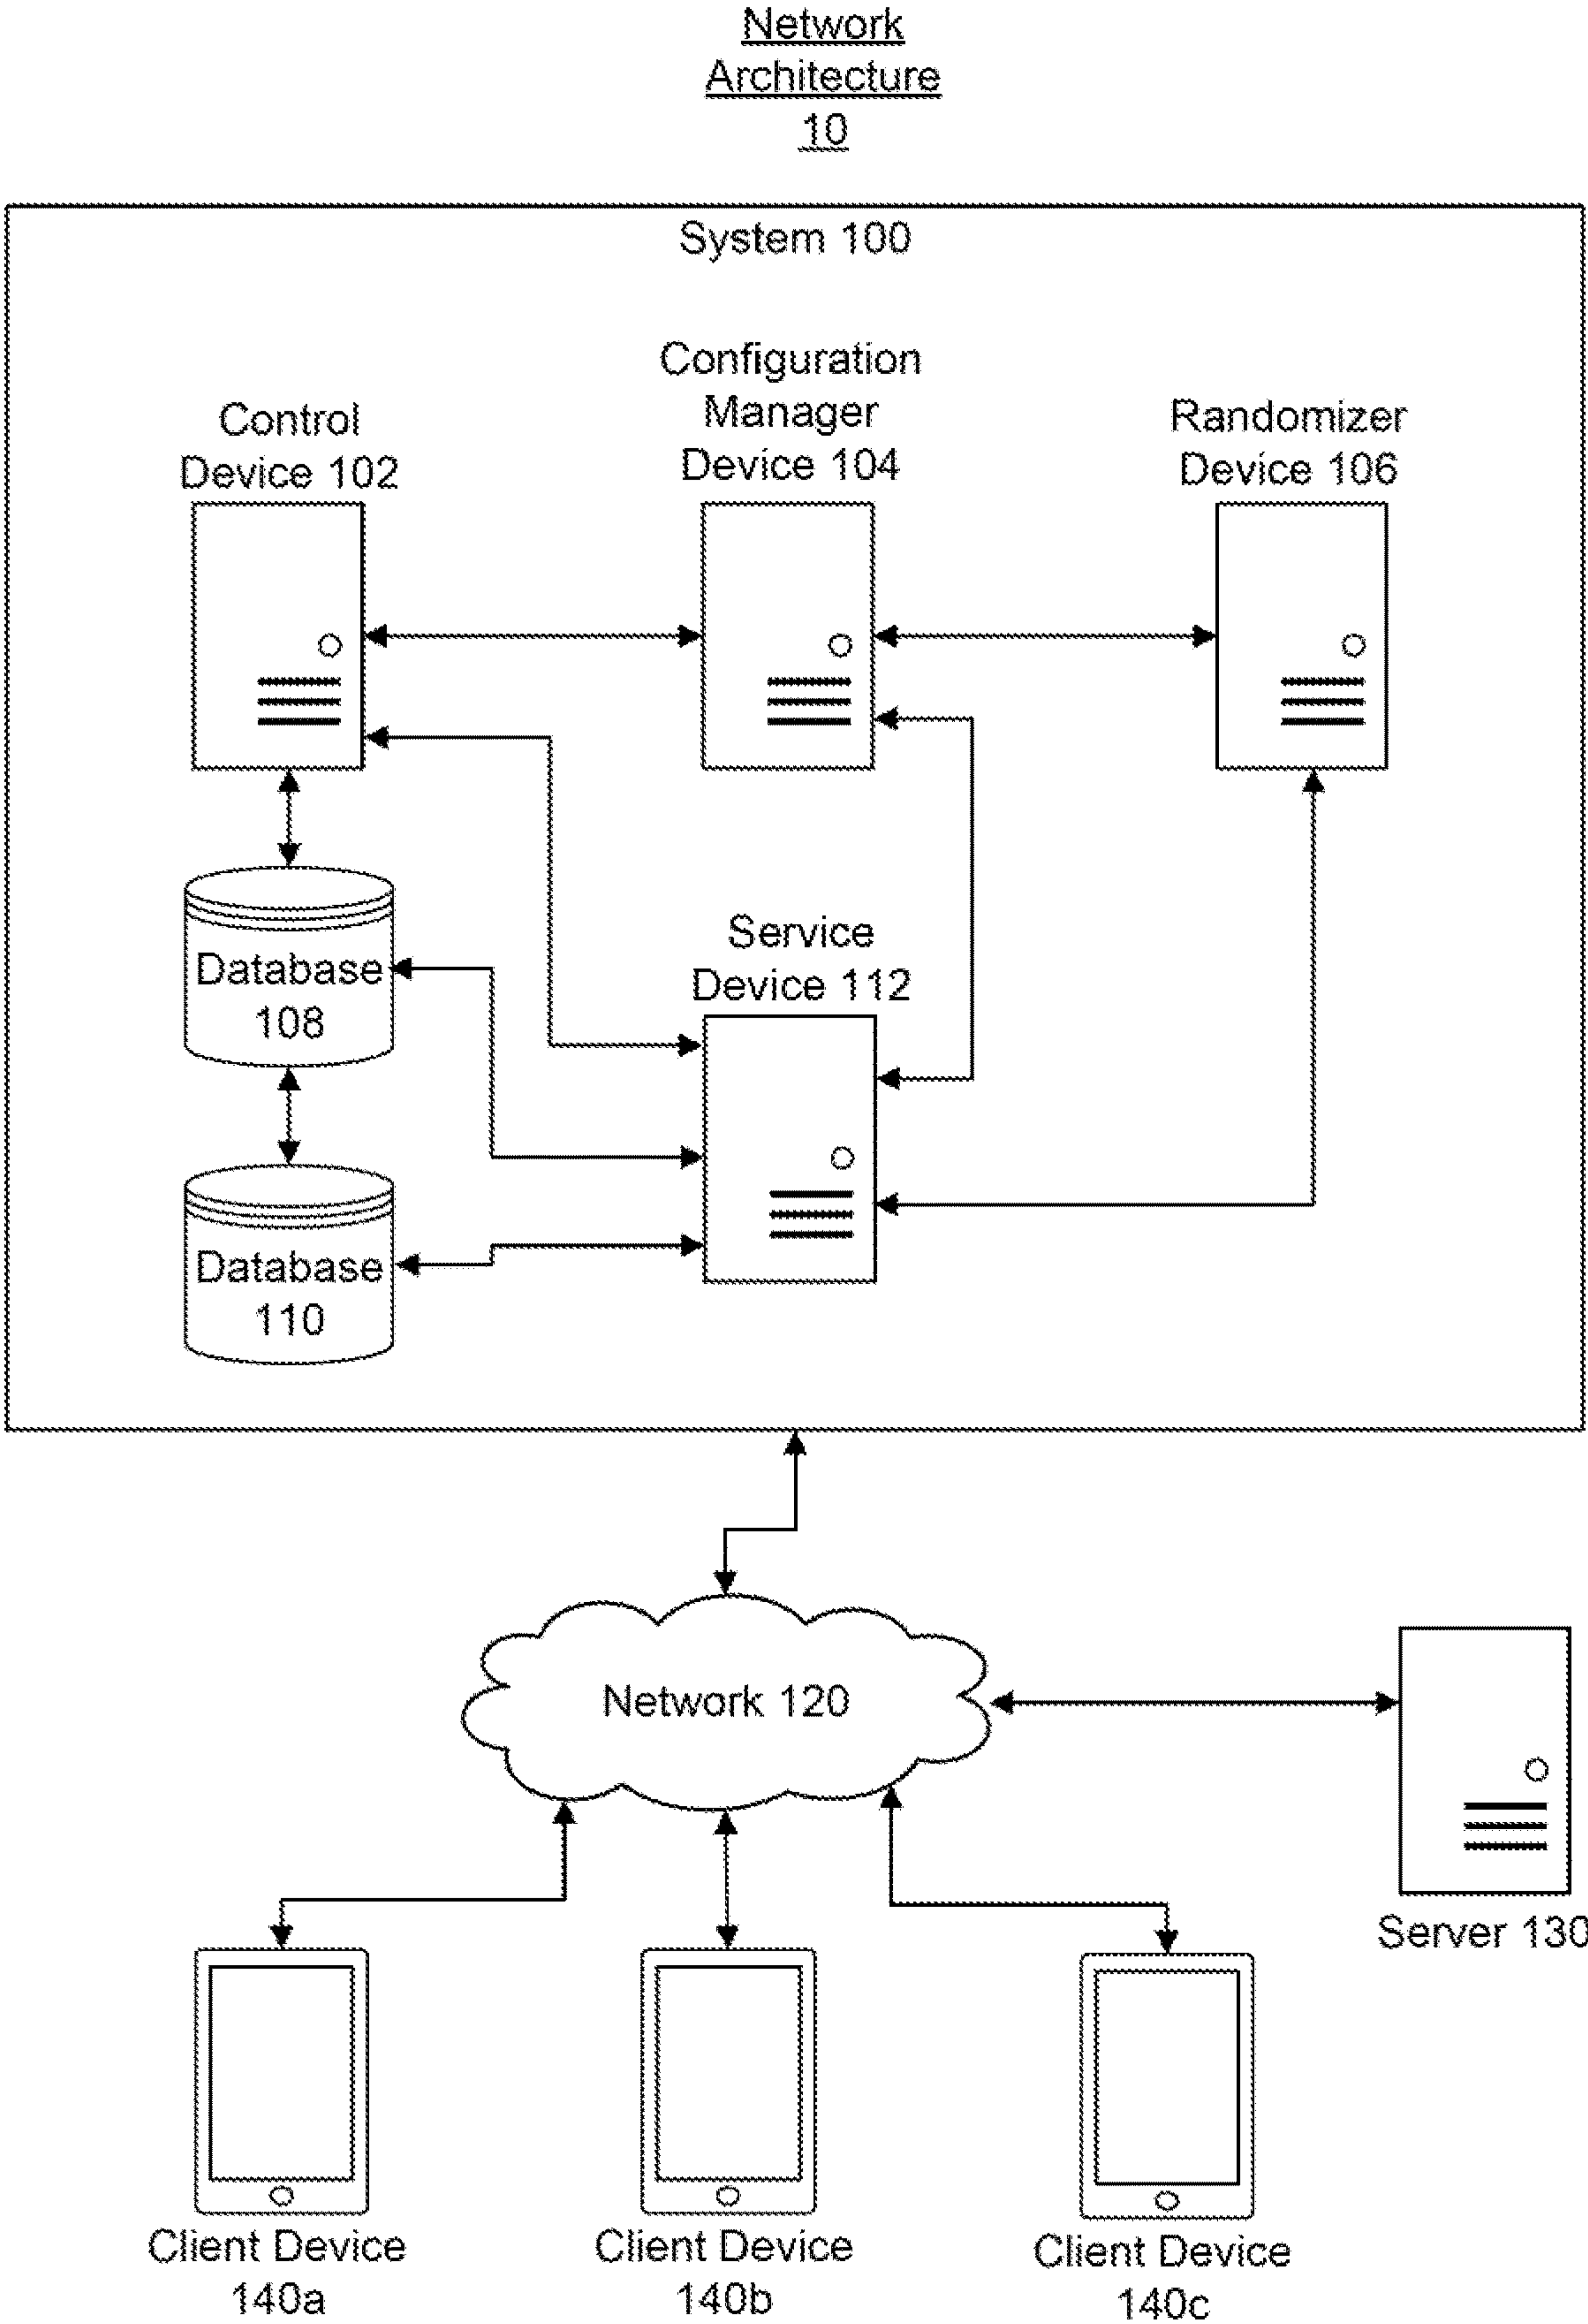 Network
Architecture
10
System 100
Control
Device 102
Configuration
Manager
Device 104
Randomizer
Device 106
Database
108
Service
Device 112
Database
110
Network 120
Server 130
Client Device
140a
Client Device
140b
Client Device
140c